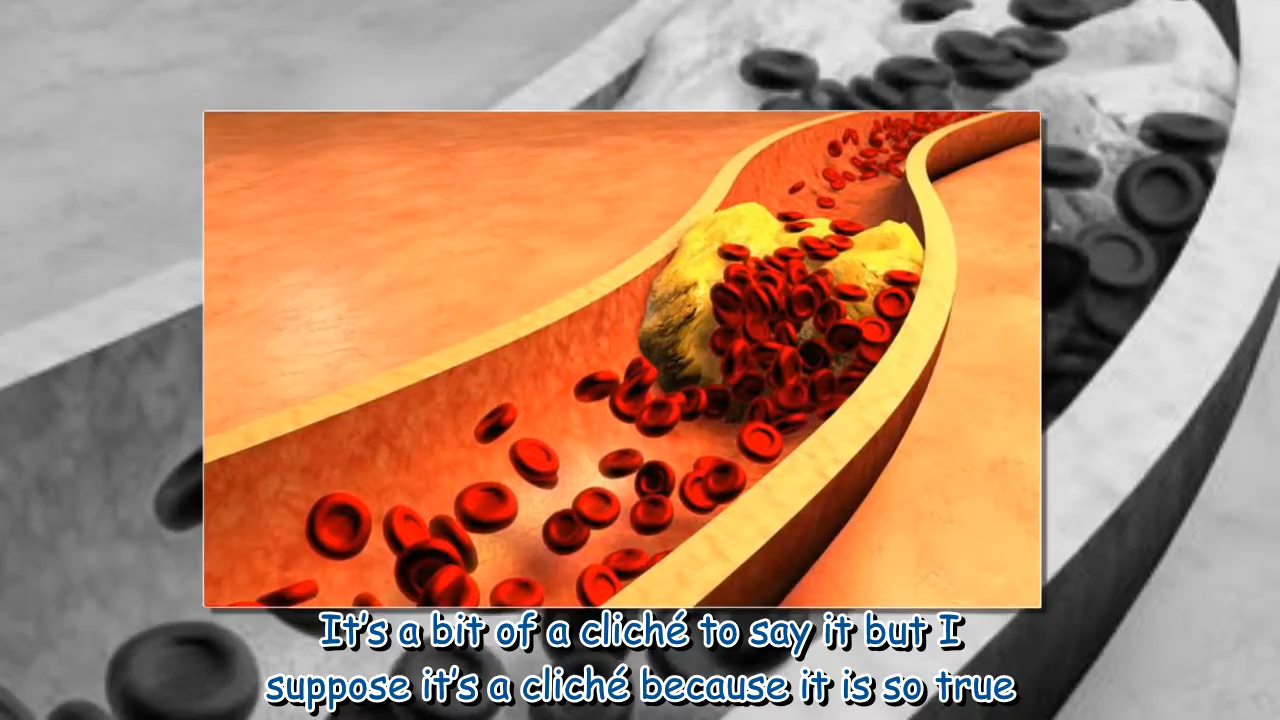 It's a bit of a cliché to say it but I
suppose it's a cliché because it is so true